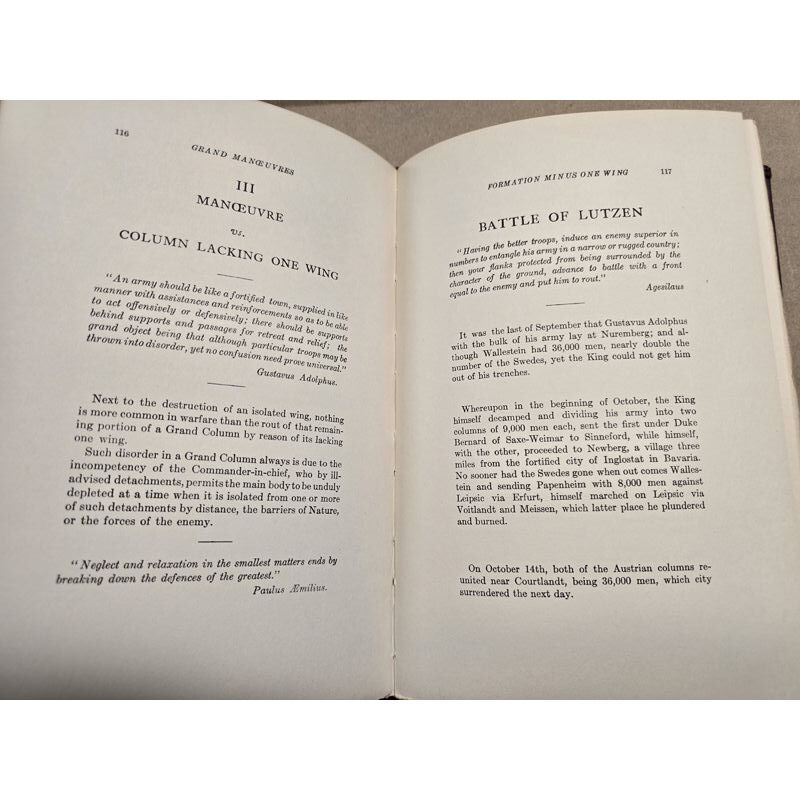 116
GRAND MANŒUVRES
III
MANŒUVRE
vs.
COLUMN LACKING ONE WING
"An army should be like a fortified town, supplied in like
manner with assistances and reinforcements so as to be able
to act offensively or defensively; there should be supports
behind supports and passages for retreat and relief; the
grand object being that although particular troops may be
thrown into disorder, yet no confusion need prove universal."
Gustavus Adolphus.
Next to the destruction of an isolated wing, nothing
is more common in warfare than the rout of that remain-
ing portion of a Grand Column by reason of its lacking
one wing.
Such disorder in a Grand Column always is due to the
incompetency of the Commander-in-chief, who by ill-
advised detachments, permits the main body to be unduly
depleted at a time when it is isolated from one or more
of such detachments by distance, the barriers of Nature,
or the forces of the enemy.
"Neglect and relaxation in the smallest matters ends by
breaking down the defences of the greatest."
Paulus Æmilius.
FORMATION MINUS ONE WING
117
BATTLE OF LUTZEN
"Having the better troops, induce an enemy superior in
numbers to entangle his army in a narrow or rugged country;
then your flanks protected from being surrounded by the
character of the ground, advance to battle with a front
equal to the enemy and put him to rout."
Agesilaus
It was the last of September that Gustavus Adolphus
with the bulk of his army lay at Nuremberg; and al-
though Wallestein had 36,000 men, nearly double the
number of the Swedes, yet the King could not get him
out of his trenches.
Whereupon in the beginning of October, the King
himself decamped and dividing his army into two
columns of 9,000 men each, sent the first under Duke
Bernard of Saxe-Weimar to Sinneford, while himself,
with the other, proceeded to Newberg, a village three
miles from the fortified city of Inglostat in Bavaria.
No sooner had the Swedes gone when out comes Walles-
tein and sending Papenheim with 8,000 men against
Leipsic via Erfurt, himself marched on Leipsic via
Voitlandt and Meissen, which latter place he plundered
and burned.
On October 14th, both of the Austrian columns re-
united near Courtlandt, being 36,000 men, which city
surrendered the next day.